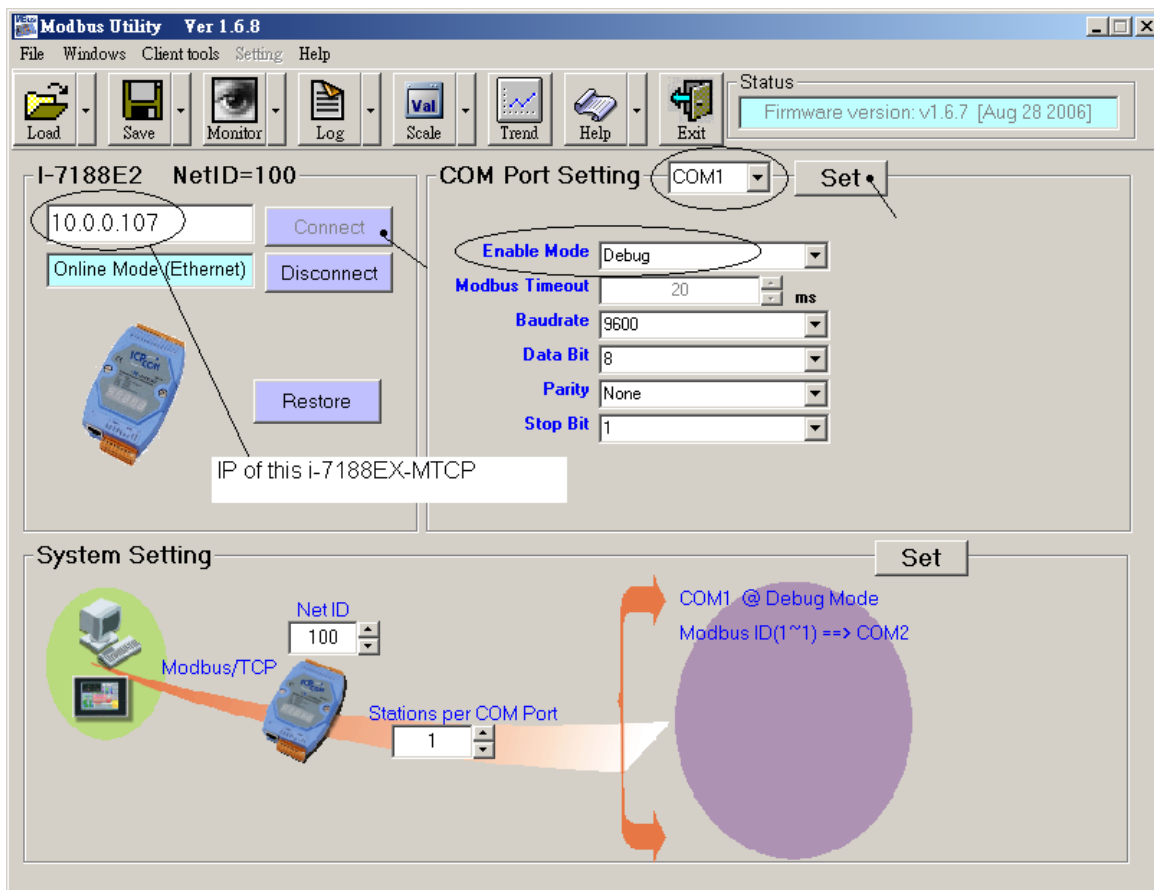 Modbus Utility Ver 1.6.8
File Windows Client tools Setting Help
Load
Save
Monitor
Log
Val
Scale
Trend
Help
Exit
Status
Firmware version: v1.6.7 [Aug 28 2006]
I-7188E2 NetID=100
10.0.0.107
Connect
Online Mode (Ethernet)
Disconnect
ICP CON
Restore
IP of this i-7188EX-MTCP
COM Port Setting
COM1
Set
Enable Mode
Debug
Modbus Timeout
20
ms
Baudrate
9600
Data Bit
8
Parity
None
Stop Bit
1
System Setting
Set
Net ID
100
Modbus/TCP
Stations per COM Port
1
COM1 @ Debug Mode
Modbus ID(1~1) ==> COM2